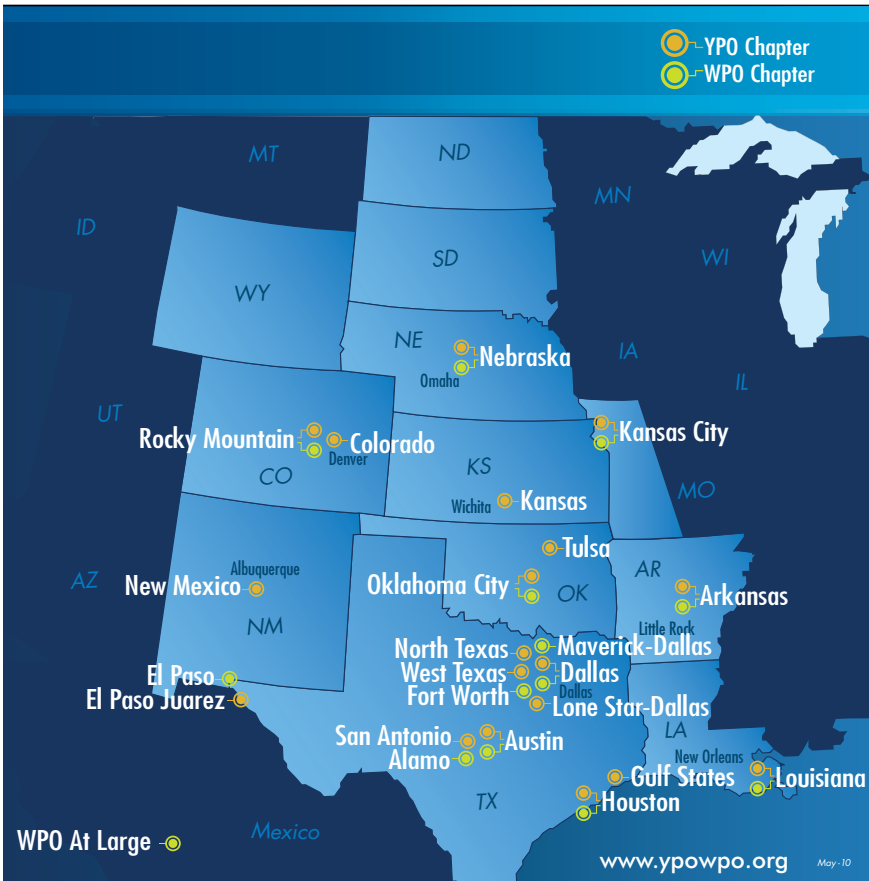 YPO Chapter
WPO Chapter
MT
ND
MN
ID
SD
WI
WY
NE
Nebraska
Omaha
IA
IL
UT
Rocky Mountain
Colorado
Denver
Kansas City
CO
KS
MO
Wichita
Kansas
Tulsa
AZ
Albuquerque
New Mexico
Oklahoma City
OK
AR
Arkansas
NM
Little Rock
North Texas
Maverick-Dallas
West Texas
Dallas
El Paso
Fort Worth
Dallas
El Paso Juarez
Lone Star-Dallas
San Antonio
Austin
LA
Alamo
New Orleans
Gulf States
Louisiana
TX
Houston
Mexico
WPO At Large
www.ypowpo.org
May-10